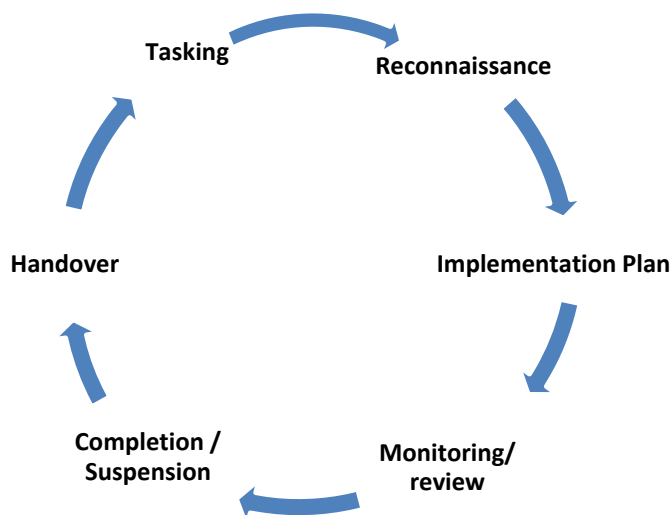 Tasking
Reconnaissance
Implementation Plan
Monitoring/
review
Completion /
Suspension
Handover